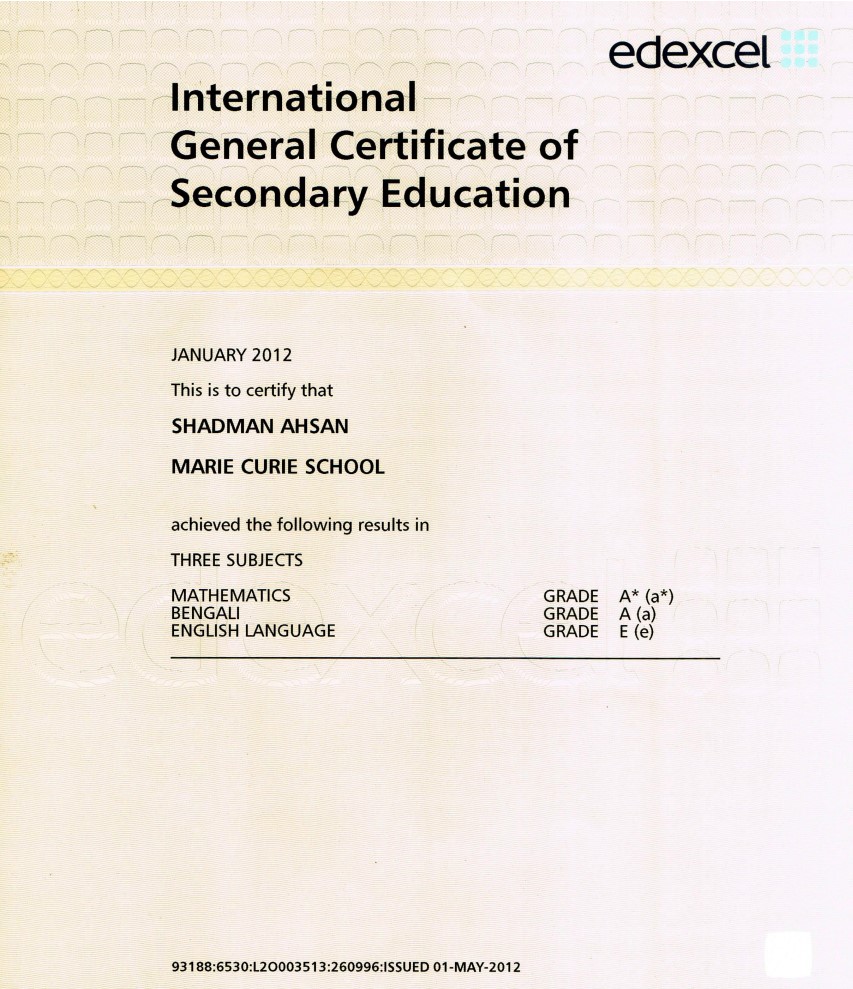 edexcel
International
General Certificate of
Secondary Education
JANUARY 2012
This is to certify that
SHADMAN AHSAN
MARIE CURIE SCHOOL
achieved the following results in
THREE SUBJECTS
MATHEMATICS GRADE A* (a*)
BENGALI GRADE A (a)
ENGLISH LANGUAGE GRADE E (e)
edexcel
93188:6530:L2O003513:260996:ISSUED 01-MAY-2012